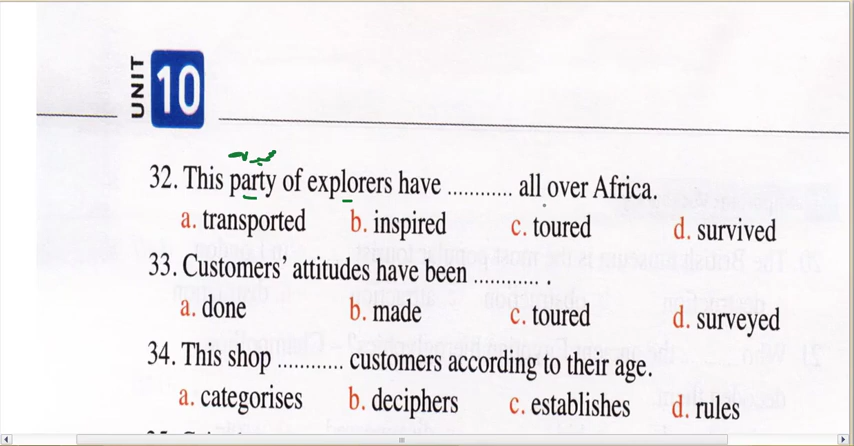 UNIT 10
32. This party of explorers have ............ all over Africa.
a. transported b. inspired c. toured d. survived
33. Customers' attitudes have been ............ .
a. done b. made c. toured d. surveyed
34. This shop ............ customers according to their age.
a. categorises b. deciphers c. establishes d. rules